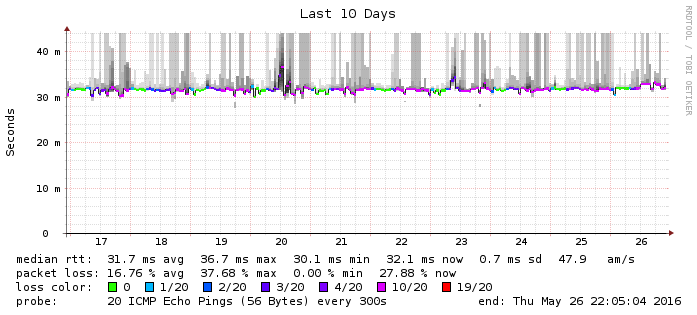 Last 10 Days
RRDTOOL / TOBI OETIKER
Seconds
40 m
30 m
20 m
10 m
0
17 18 19 20 21 22 23 24 25 26
median rtt: 31.7 ms avg 36.7 ms max 30.1 ms min 32.1 ms now 0.7 ms sd 47.9 am/s
packet loss: 16.76 % avg 37.68 % max 0.00 % min 27.88 % now
loss color: 0 1/20 2/20 3/20 4/20 10/20 19/20
probe: 20 ICMP Echo Pings (56 Bytes) every 300s end: Thu May 26 22:05:04 2016